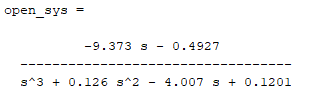 open_sys =
-9.373 s - 0.4927
----------------------------------
s^3 + 0.126 s^2 - 4.007 s + 0.1201